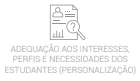 ADEQUAÇÃO AOS INTERESSES,
PERFIS E NECESSIDADES DOS
ESTUDANTES (PERSONALIZAÇÃO)